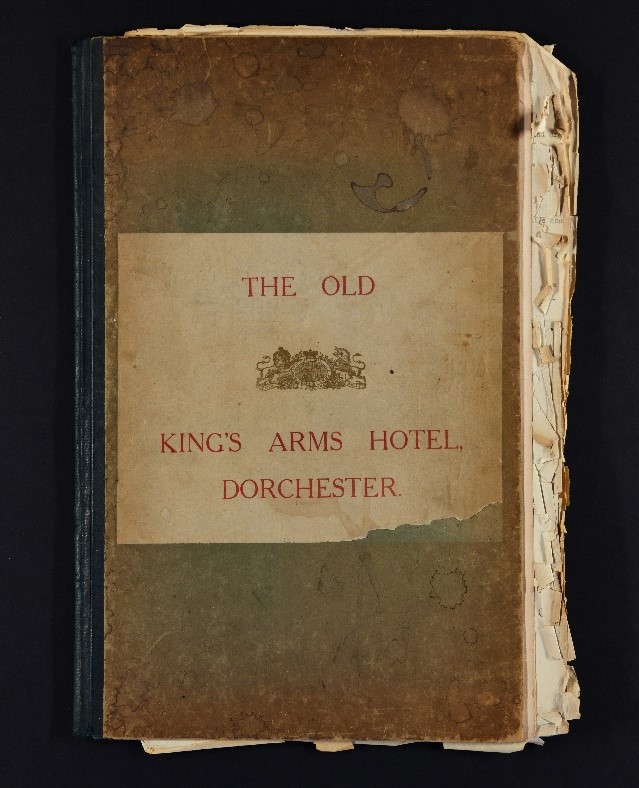 THE OLD
KING'S ARMS HOTEL,
DORCHESTER.